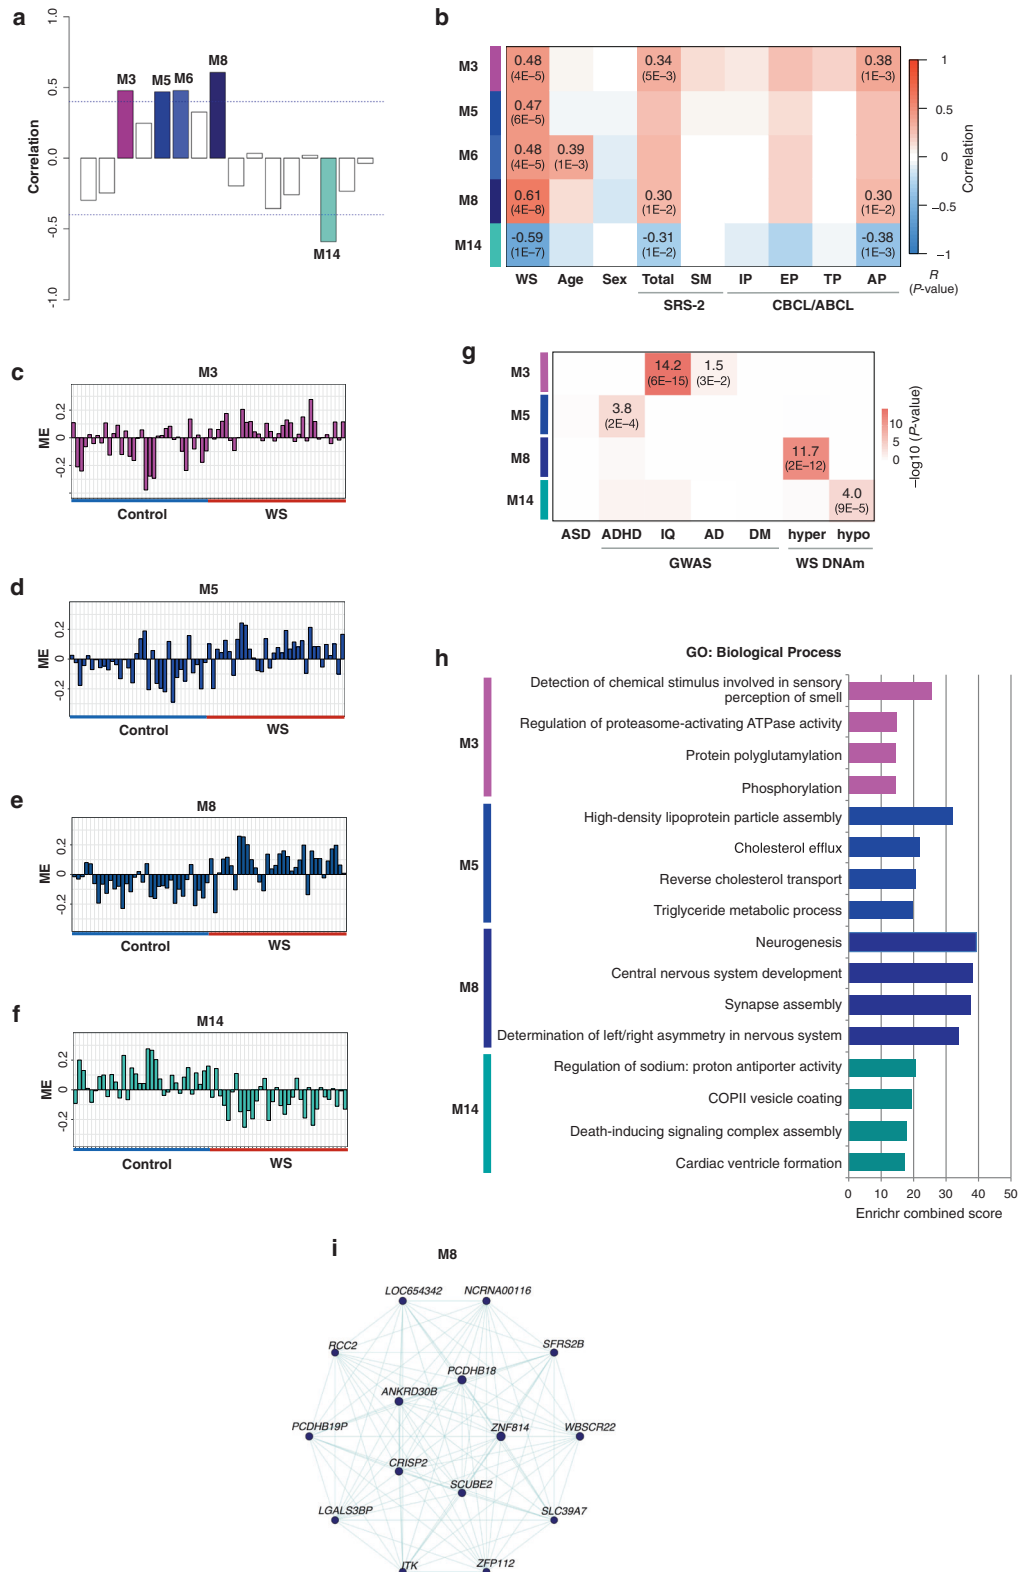 a
1.0
0.5
0.0
-0.5
-1.0
Correlation
M3
M5
M6
M8
M14
b
M3
M5
M6
M8
M14
0.48
(4E–5)
0.34
(5E–3)
0.38
(1E–3)
0.47
(6E–5)
0.48
(4E–5)
0.39
(1E–3)
0.61
(4E–8)
0.30
(1E–2)
0.30
(1E–2)
-0.59
(1E–7)
-0.31
(1E–2)
-0.38
(1E–3)
WS Age Sex Total SM IP EP TP AP
SRS-2 CBCL/ABCL
1
0.5
0
−0.5
−1
Correlation
R
(P-value)
c
M3
ME
0.2
0
-0.2
Control WS
d
M5
ME
0.2
0
-0.2
Control WS
e
M8
ME
0.2
0
-0.2
Control WS
f
M14
ME
0.2
0
-0.2
Control WS
g
M3
M5
M8
M14
14.2
(6E–15)
1.5
(3E–2)
3.8
(2E–4)
11.7
(2E–12)
4.0
(9E–5)
ASD ADHD IQ AD DM hyper hypo
GWAS WS DNAm
10
5
0
–log10 (P-value)
h
GO: Biological Process
M3
Detection of chemical stimulus involved in sensory
perception of smell
Regulation of proteasome-activating ATPase activity
Protein polyglutamylation
Phosphorylation
M5
High-density lipoprotein particle assembly
Cholesterol efflux
Reverse cholesterol transport
Triglyceride metabolic process
M8
Neurogenesis
Central nervous system development
Synapse assembly
Determination of left/right asymmetry in nervous system
M14
Regulation of sodium: proton antiporter activity
COPII vesicle coating
Death-inducing signaling complex assembly
Cardiac ventricle formation
0 10 20 30 40 50
Enrichr combined score
i
M8
LOC654342
NCRNA00116
RCC2
SFRS2B
PCDHB18
ANKRD30B
PCDHB19P
ZNF814
WBSCR22
CRISP2
SCUBE2
LGALS3BP
SLC39A7
ITK
ZFP112